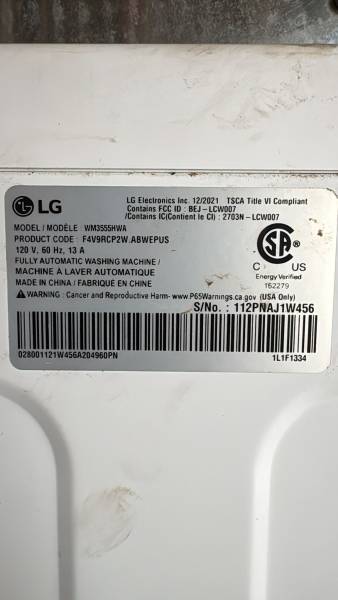 LG
LG Electronics Inc. 12/2021 TSCA Title VI Compliant
Contains FCC ID : BEJ-LCW007
/Contains IC(Contient le CI) : 2703N-LCW007
MODEL / MODÈLE : WM3555HWA
PRODUCT CODE : F4V9RCP2W.ABWEPUS
120 V, 60 Hz, 13 A
FULLY AUTOMATIC WASHING MACHINE /
MACHINE À LAVER AUTOMATIQUE
MADE IN CHINA / FABRIQUÉ EN CHINE
SA
C US
Energy Verified
162279
WARNING : Cancer and Reproductive Harm-www.P65Warnings.ca.gov (USA Only)
S/No. : 112PNAJ1W456
028001121W456A204960PN
1L1F1334